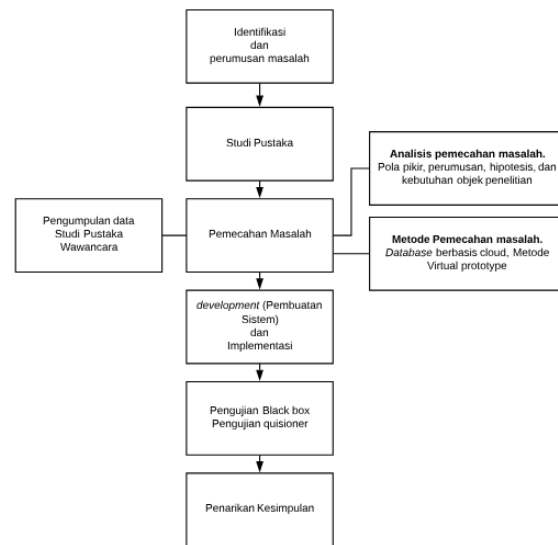 Identifikasi
dan
perumusan masalah
Studi Pustaka
Analisis pemecahan masalah.
Pola pikir, perumusan, hipotesis, dan
kebutuhan objek penelitian
Pengumpulan data
Studi Pustaka
Wawancara
Pemecahan Masalah
Metode Pemecahan masalah.
Database berbasis cloud, Metode
Virtual prototype
development (Pembuatan
Sistem)
dan
Implementasi
Pengujian Black box
Pengujian quisioner
Penarikan Kesimpulan